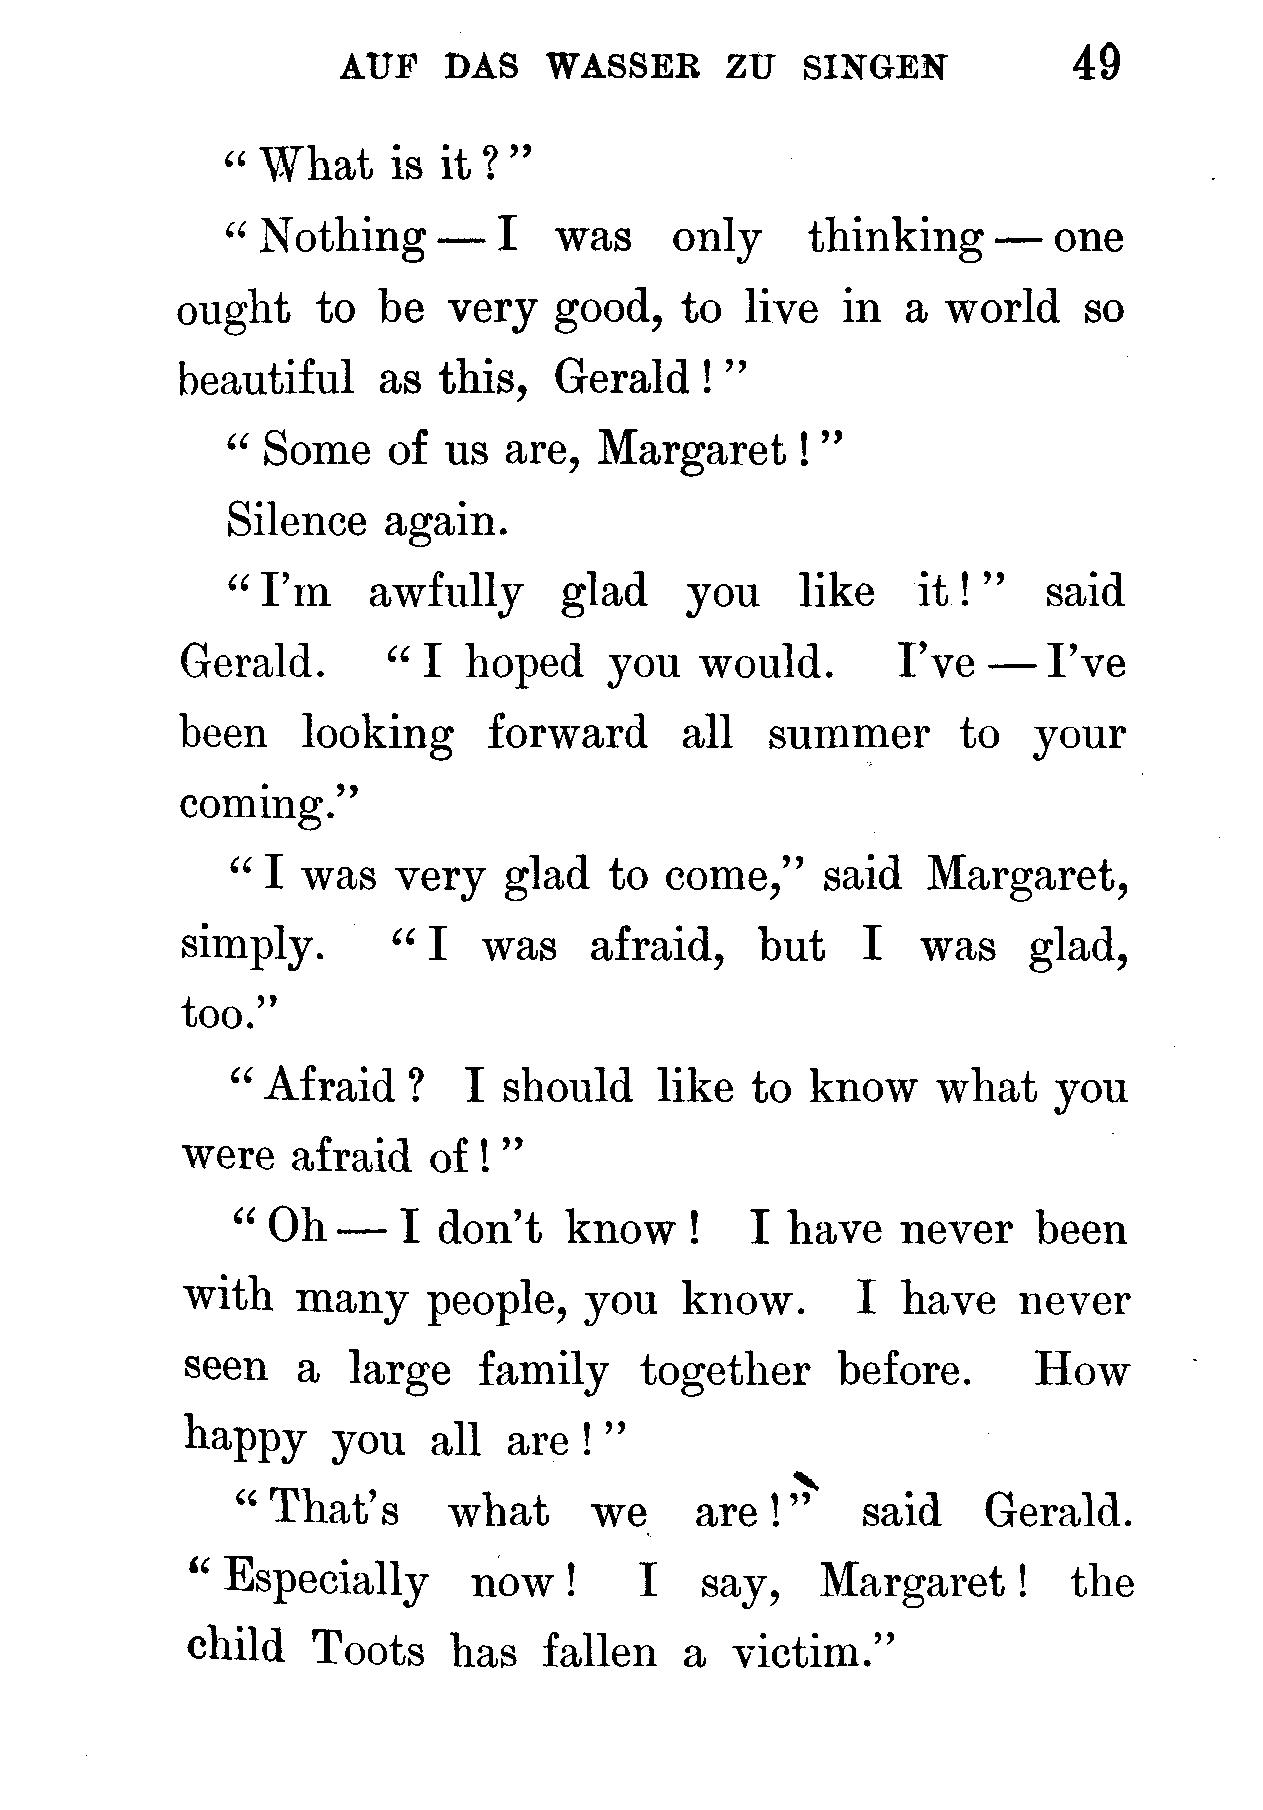 AUF DAS WASSER ZU SINGEN 49
“ What is it ? ”
“ Nothing — I was only thinking — one
ought to be very good, to live in a world so
beautiful as this, Gerald ! ”
“ Some of us are, Margaret ! ”
Silence again.
“ I’m awfully glad you like it ! ” said
Gerald. “ I hoped you would. I’ve — I’ve
been looking forward all summer to your
coming.”
“ I was very glad to come,” said Margaret,
simply. “ I was afraid, but I was glad,
too.”
“ Afraid ? I should like to know what you
were afraid of ! ”
“ Oh — I don’t know ! I have never been
with many people, you know. I have never
seen a large family together before. How
happy you all are ! ”
“ That’s what we are ! ” said Gerald.
“ Especially now ! I say, Margaret ! the
child Toots has fallen a victim.”